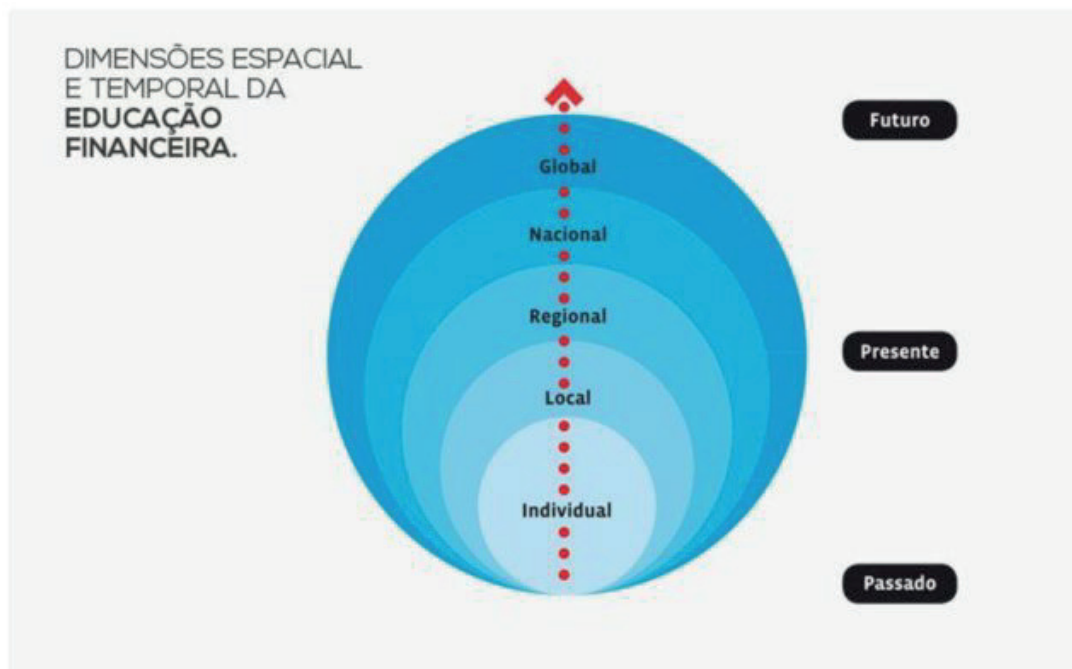 DIMENSÕES ESPACIAL
E TEMPORAL DA
EDUCAÇÃO
FINANCEIRA.
Futuro
Global
Nacional
Regional
Presente
Local
Individual
Passado